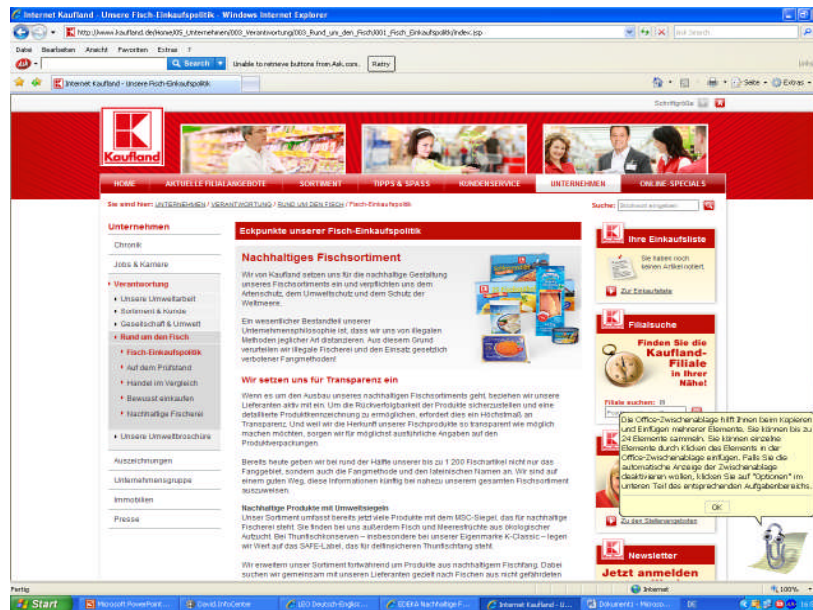 Internet Kaufland - Unsere Fisch-Einkaufspolitik - Windows Internet Explorer
Datei Bearbeiten Ansicht Favoriten Extras ?
Search
Unable to retrieve buttons from Ask.com.
Retry
Links
Internet Kaufland - Unsere Fisch-Einkaufspolitik
Seite
Extras
Schriftgröße
Kaufland
HOME AKTUELLE FILIALANGEBOTE SORTIMENT TIPPS & SPASS KUNDENSERVICE UNTERNEHMEN ONLINE-SPECIALS
Sie sind hier: UNTERNEHMEN / VERANTWORTUNG / RUND UM DEN FISCH / Fisch-Einkaufspolitik
Suche: Stichwort eingeben
Unternehmen
Chronik
Jobs & Karriere
Verantwortung
Unsere Umweltarbeit
Sortiment & Kunde
Gesellschaft & Umwelt
Rund um den Fisch
Fisch-Einkaufspolitik
Auf dem Prüfstand
Handel im Vergleich
Bewusst einkaufen
Nachhaltige Fischerei
Unsere Umweltbroschüre
Auszeichnungen
Unternehmensgruppe
Immobilien
Presse
Eckpunkte unserer Fisch-Einkaufspolitik
Nachhaltiges Fischsortiment
Wir von Kaufland setzen uns für die nachhaltige Gestaltung
unseres Fischsortiments ein und verpflichten uns dem
Artenschutz, dem Umweltschutz und dem Schutz der
Weltmeere.
Ein wesentlicher Bestandteil unserer
Unternehmensphilosophie ist, dass wir uns von illegalen
Methoden jeglicher Art distanzieren. Aus diesem Grund
verurteilen wir illegale Fischerei und den Einsatz gesetzlich
verbotener Fangmethoden!
Wir setzen uns für Transparenz ein
Wenn es um den Ausbau unseres nachhaltigen Fischsortiments geht, beziehen wir unsere
Lieferanten aktiv mit ein. Um die Rückverfolgbarkeit der Produkte sicherzustellen und eine
detaillierte Produktkennzeichnung zu ermöglichen, erfordert dies ein Höchstmaß an
Transparenz. Und weil wir die Herkunft unserer Fischprodukte so transparent wie möglich
machen möchten, sorgen wir für möglichst ausführliche Angaben auf den
Produktverpackungen.
Bereits heute geben wir bei rund der Hälfte unserer bis zu 1 200 Fischartikel nicht nur das
Fanggebiet, sondern auch die Fangmethode und den lateinischen Namen an. Wir sind auf
einem guten Weg, diese Informationen künftig bei nahezu unserem gesamten Fischsortiment
auszuweisen.
Nachhaltige Produkte mit Umweltsiegeln
Unser Sortiment umfasst bereits jetzt viele Produkte mit dem MSC-Siegel, das für nachhaltige
Fischerei steht. Sie finden bei uns außerdem Fisch und Meeresfrüchte aus ökologischer
Aufzucht. Bei Thunfischkonserven – insbesondere bei unserer Eigenmarke K-Classic – legen
wir Wert auf das SAFE-Label, das für delfinsicheren Thunfischfang steht.
Wir erweitern unser Sortiment fortwährend um Produkte aus nachhaltigem Fischfang. Dabei
suchen wir gemeinsam mit unseren Lieferanten gezielt nach Fischen aus nicht gefährdeten
Ihre Einkaufsliste
Sie haben noch
keinen Artikel notiert.
Zur Einkaufsliste
Filialsuche
Finden Sie die
Kaufland-
Filiale
in Ihrer
Nähe!
Filiale suchen:
Die Office-Zwischenablage hilft Ihnen beim Kopieren
und Einfügen mehrerer Elemente. Sie können bis zu
24 Elemente sammeln. Sie können einzelne
Elemente durch Klicken des Elements in der
Office-Zwischenablage einfügen. Falls Sie die
automatische Anzeige der Zwischenablage
deaktivieren wollen, klicken Sie auf "Optionen" im
unteren Teil des entsprechenden Aufgabenbereichs.
OK
Zu den Stellenangeboten
Newsletter
Jetzt anmelden
Fertig
Internet
100%
Start
Microsoft PowerPoint...
David.InfoCenter
LEO Deutsch-Englisc...
EDEKA Nachhaltige F...
Internet Kaufland - U...
Dokument1 - Microso...
DE